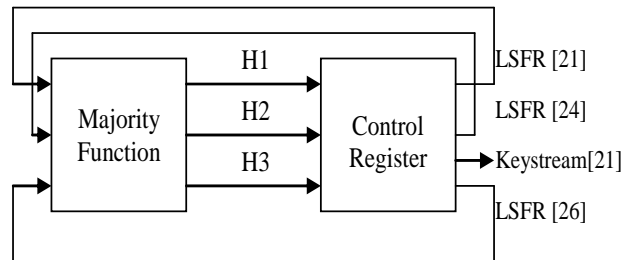 H1
LSFR [21]
H2
LSFR [24]
Majority
Function
Control
Register
H3
Keystream[21]
LSFR [26]